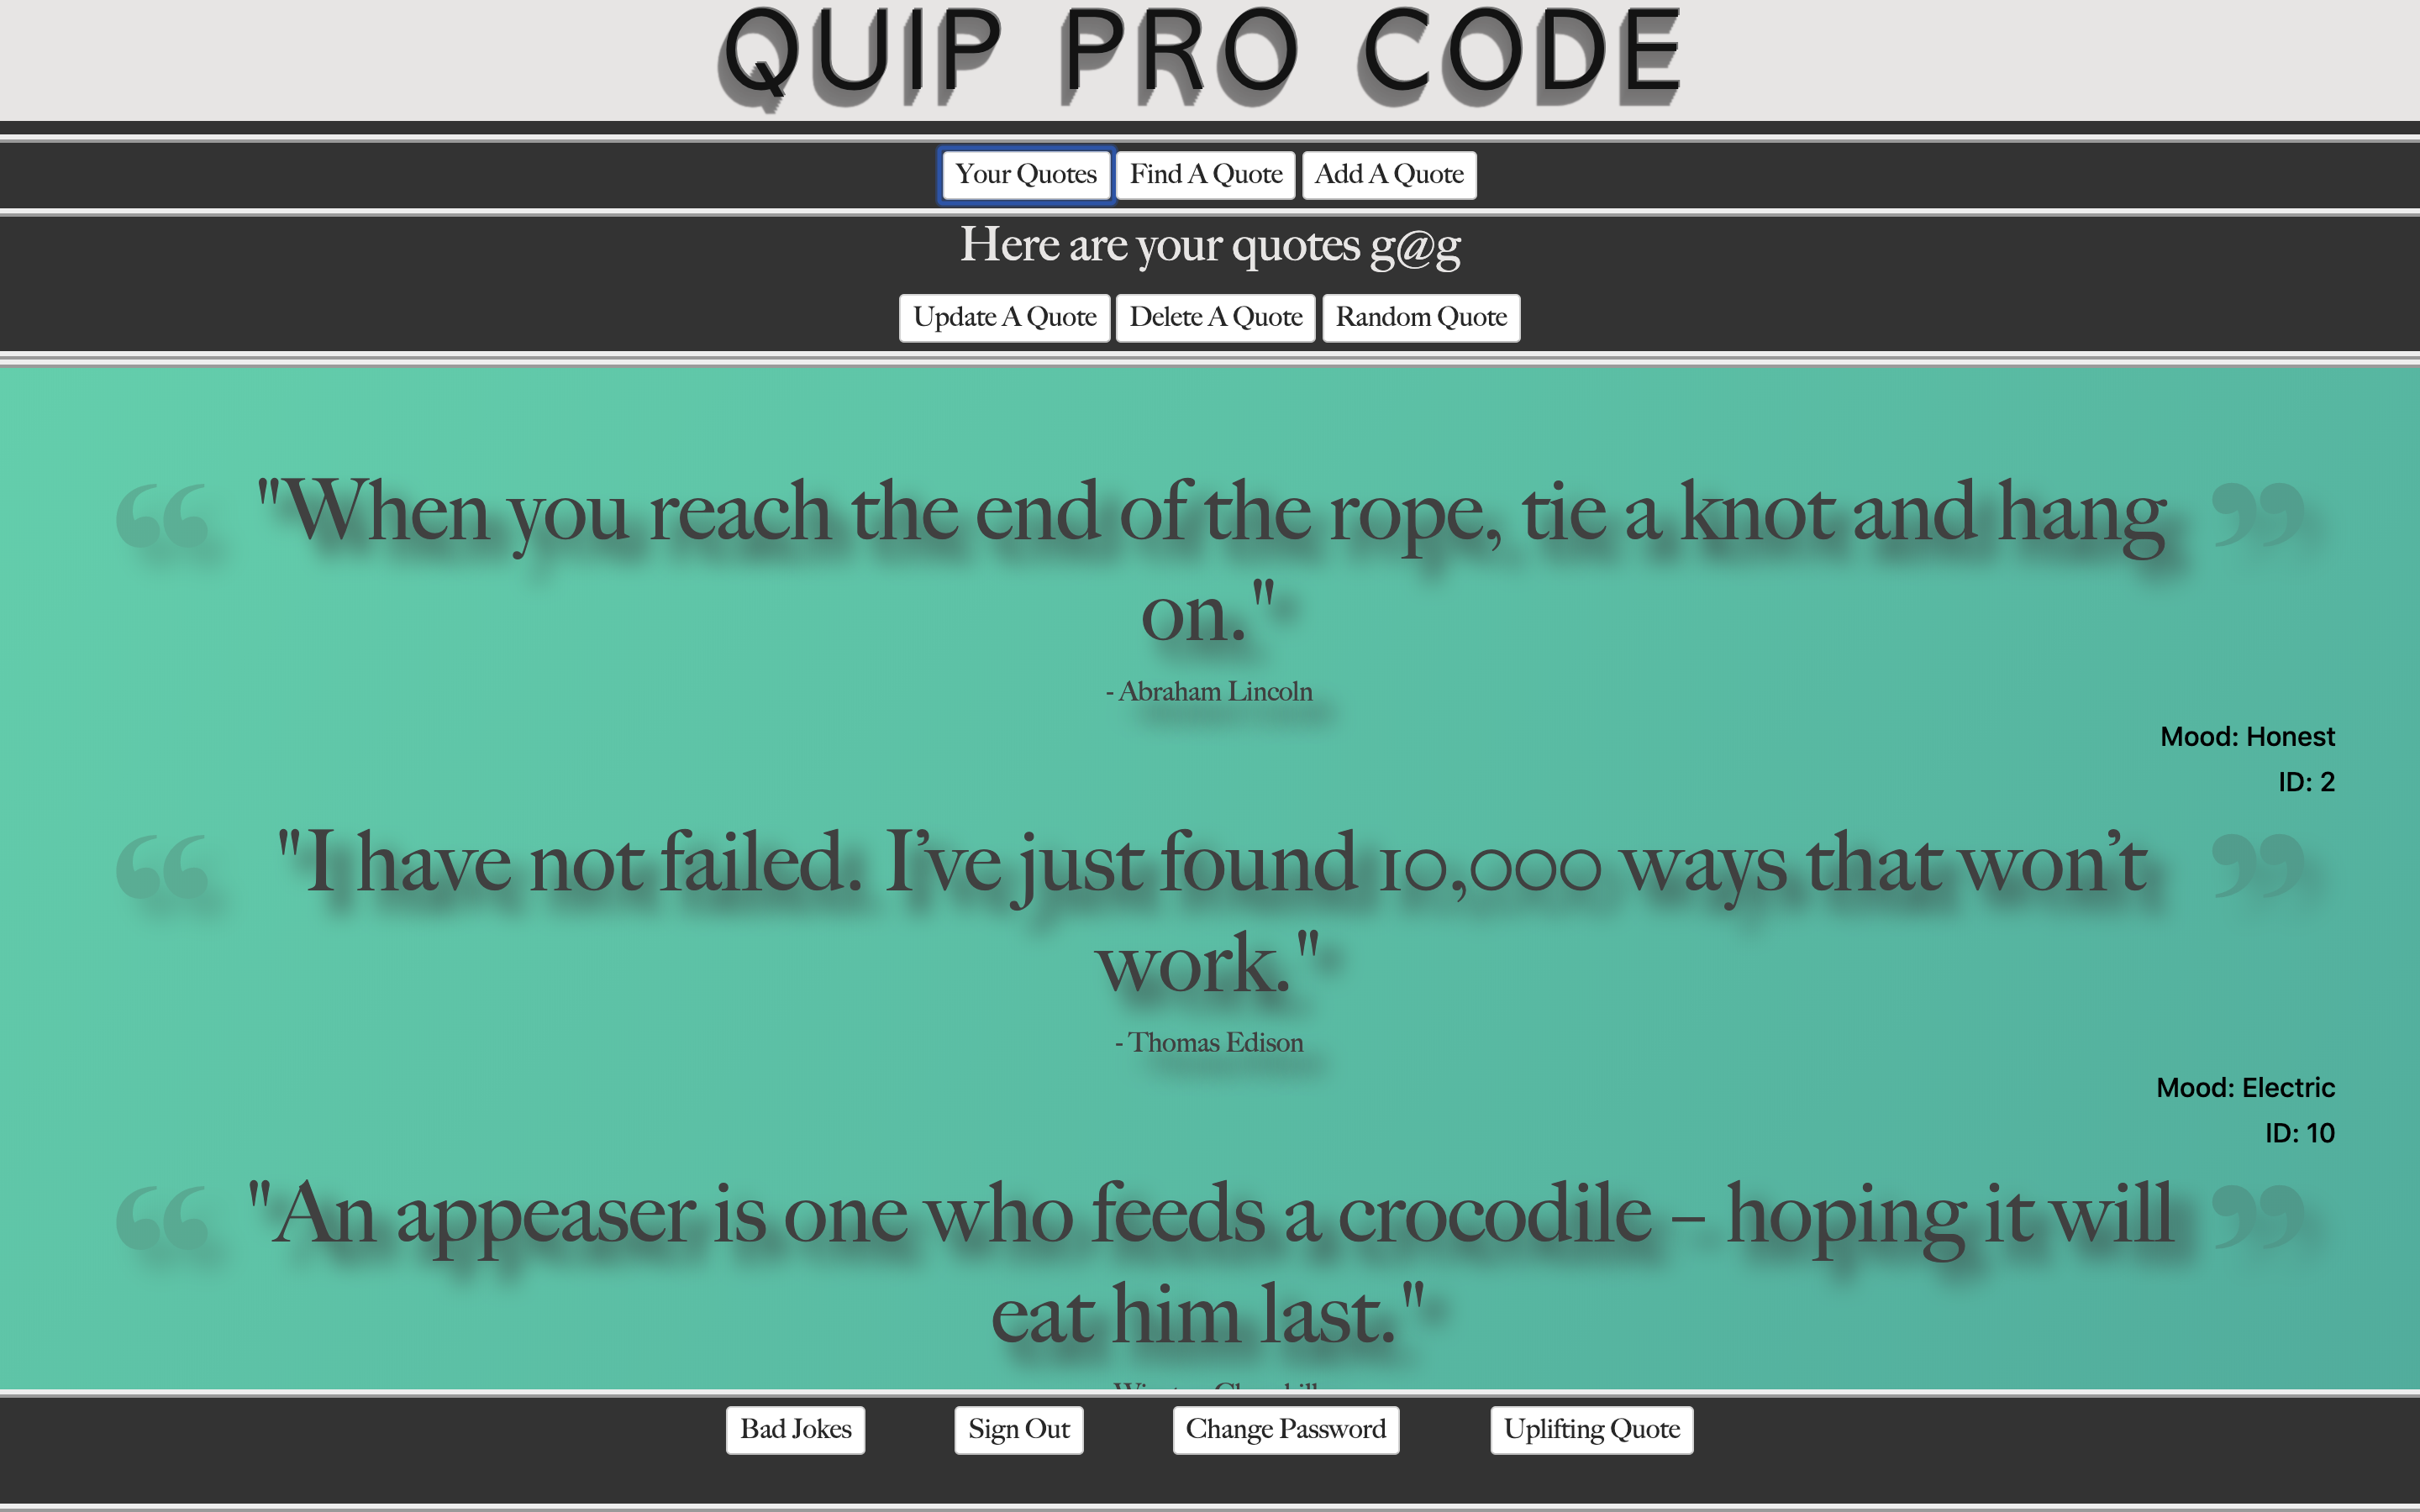 QUIP PRO CODE
Your Quotes Find A Quote Add A Quote
Here are your quotes g@g
Update A Quote Delete A Quote Random Quote
“ "When you reach the end of the rope, tie a knot and hang ”
on."
- Abraham Lincoln
Mood: Honest
ID: 2
“ "I have not failed. I’ve just found 10,000 ways that won’t ”
work."
- Thomas Edison
Mood: Electric
ID: 10
“ "An appeaser is one who feeds a crocodile – hoping it will ”
eat him last."
Bad Jokes Sign Out Change Password Uplifting Quote